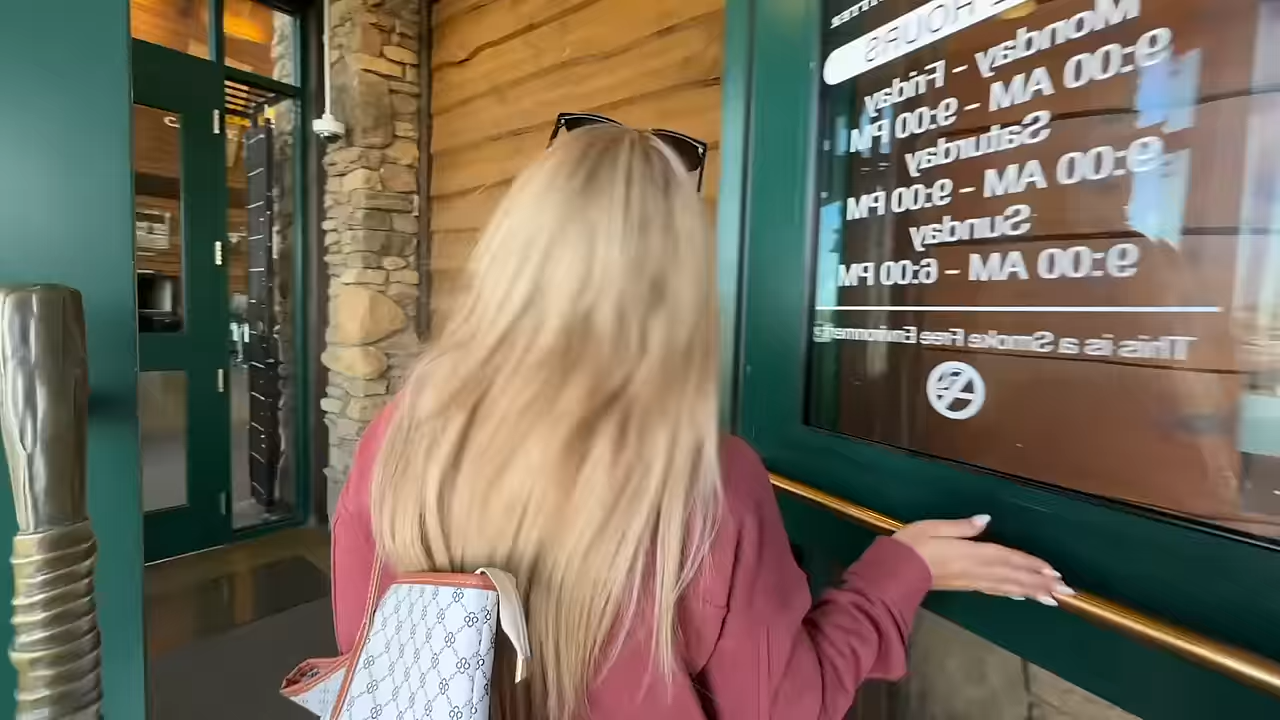 HOURS
Monday - Friday
9:00 AM - 9:00 PM
Saturday
9:00 AM - 9:00 PM
Sunday
9:00 AM - 6:00 PM
This is a Smoke Free Environment